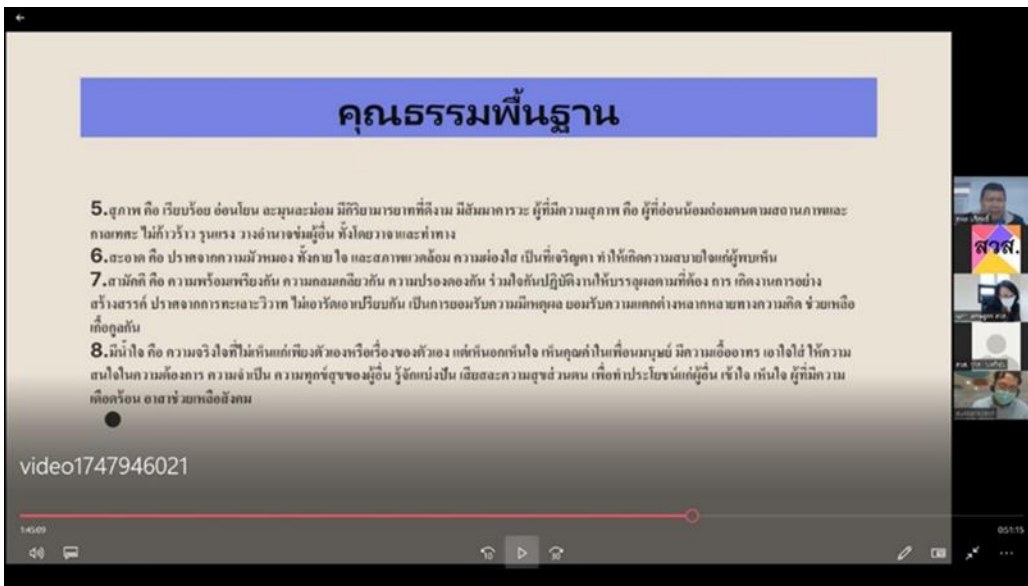 คุณธรรมพื้นฐาน
5.สุภาพ คือ เรียบร้อย อ่อนโยน ละมุนละม่อม มีกิริยามารยาทที่ดีงาม มีสัมมาคารวะ ผู้ที่มีความสุภาพ คือ ผู้ที่อ่อนน้อมถ่อมตนตามสถานภาพและ
กาลเทศะ ไม่ก้าวร้าว รุนแรง วางอำนาจข่มผู้อื่น ทั้งโดยวาจาและท่าทาง
6.สะอาด คือ ปราศจากความมัวหมอง ทั้งกาย ใจ และสภาพแวดล้อม ความผ่องใส เป็นที่เจริญตา ทำให้เกิดความสบายใจแก่ผู้พบเห็น
7.สามัคคี คือ ความพร้อมเพรียงกัน ความกลมเกลียวกัน ความปรองดองกัน ร่วมใจกันปฏิบัติงานให้บรรลุผลตามที่ต้อง การ เกิดงานการอย่าง
สร้างสรรค์ ปราศจากการทะเลาะวิวาท ไม่เอารัดเอาเปรียบกัน เป็นการยอมรับความมีเหตุผล ยอมรับความแตกต่างหลากหลายทางความคิด ช่วยเหลือ
เกื้อกูลกัน
8.มีน้ำใจ คือ ความจริงใจที่ไม่เห็นแก่เพียงตัวเองหรือเรื่องของตัวเอง แต่เห็นอกเห็นใจ เห็นคุณค่าในเพื่อนมนุษย์ มีความเอื้ออาทร เอาใจใส่ ให้ความ
สนใจในความต้องการ ความจำเป็น ความทุกข์สุขของผู้อื่น รู้จักแบ่งปัน เสียสละความสุขส่วนตน เพื่อทำประโยชน์แก่ผู้อื่น เข้าใจ เห็นใจ ผู้ที่มีความ
เดือดร้อน อาสาช่วยเหลือสังคม
สวส.
video1747946021
1:45:09
0:51:15
10
30